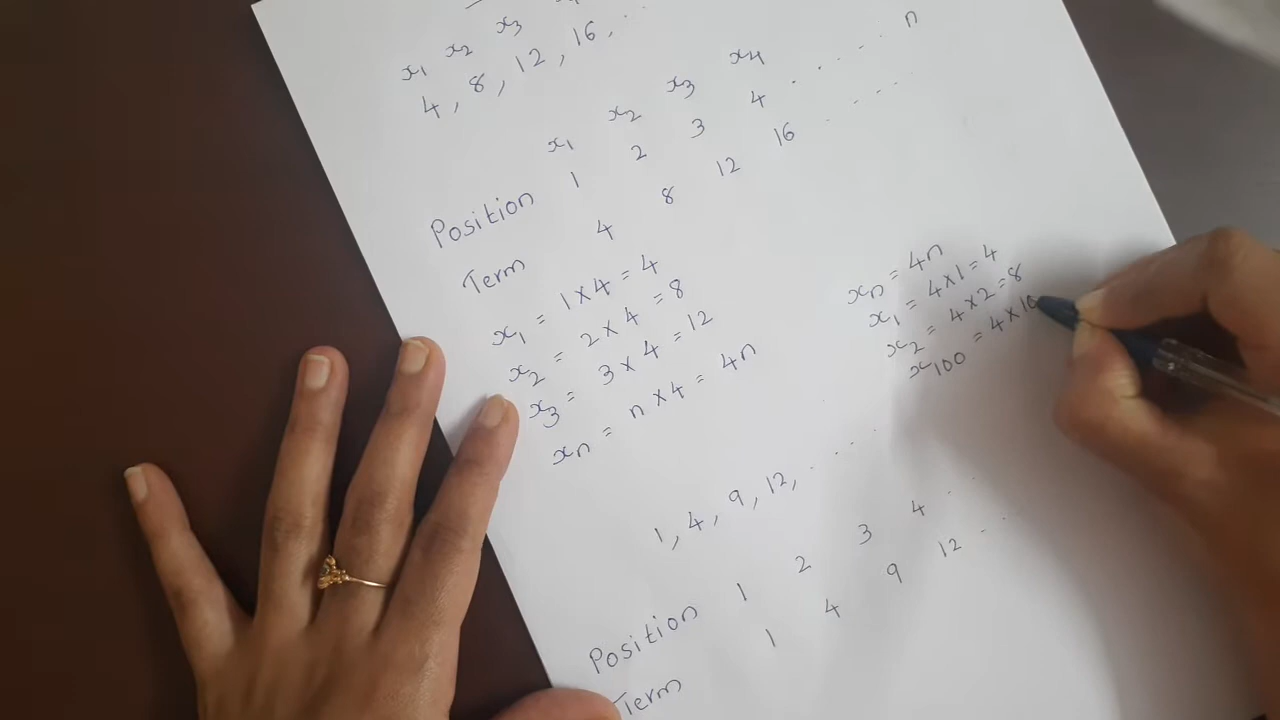 x₁ x₂ x₃
4, 8, 12, 16, ...
x₁ x₂ x₃ x₄
Position 1 2 3 4 ...... n
Term 4 8 12 16 .....
x₁ = 1 × 4 = 4
x₂ = 2 × 4 = 8
x₃ = 3 × 4 = 12
xₙ = n × 4 = 4n
xₙ = 4n
x₁ = 4 × 1 = 4
x₂ = 4 × 2 = 8
x₁₀₀ = 4 × 10
1, 4, 9, 12, .....
Position 1 2 3 4 ..
Term 1 4 9 12 ...